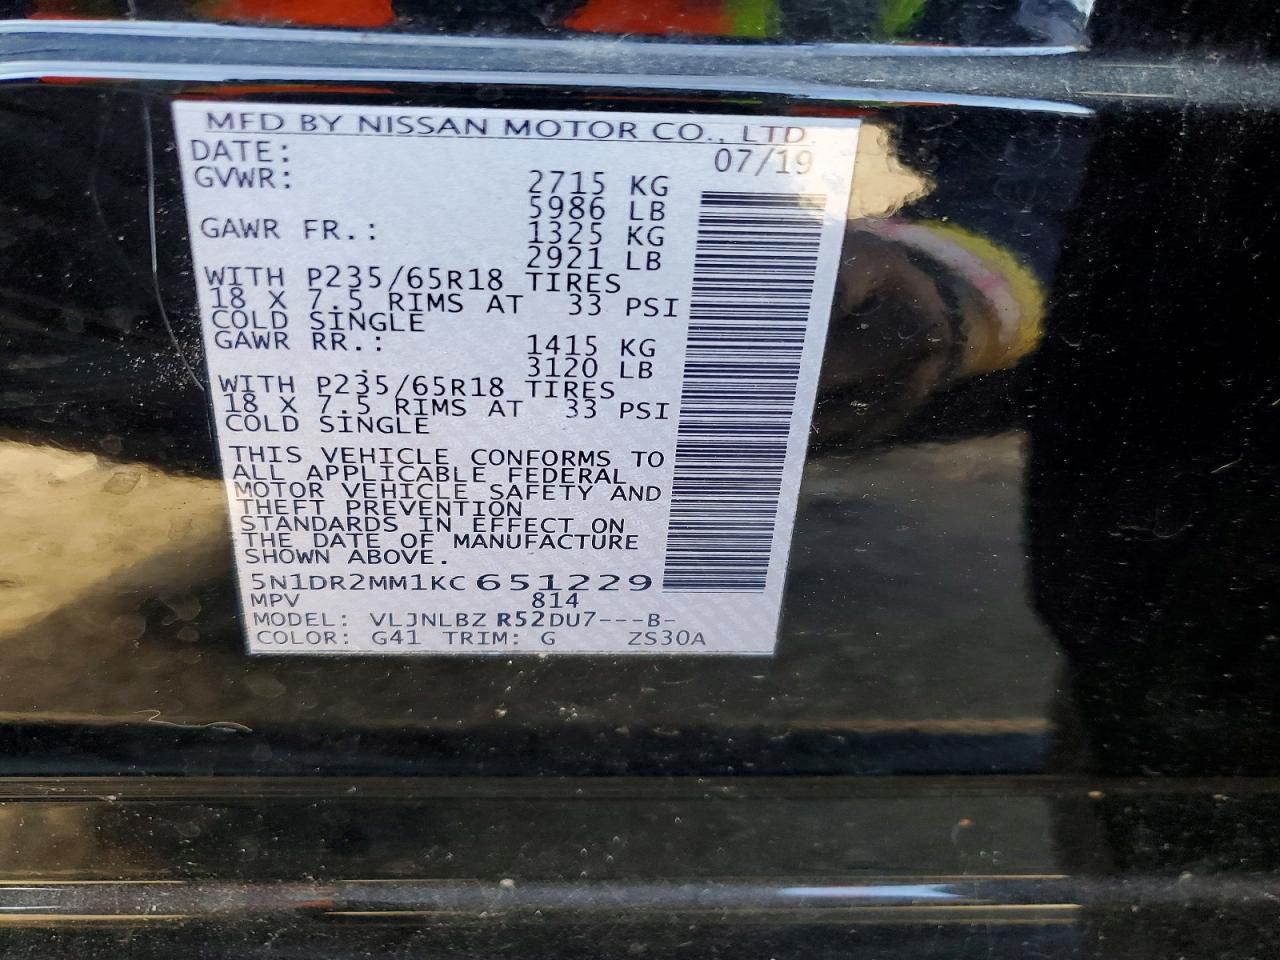 MFD BY NISSAN MOTOR CO., LTD.
DATE: 07/19
GVWR: 2715 KG
5986 LB
GAWR FR.: 1325 KG
2921 LB
WITH P235/65R18 TIRES
18 X 7.5 RIMS AT 33 PSI
COLD SINGLE
GAWR RR.: 1415 KG
3120 LB
WITH P235/65R18 TIRES
18 X 7.5 RIMS AT 33 PSI
COLD SINGLE
THIS VEHICLE CONFORMS TO
ALL APPLICABLE FEDERAL
MOTOR VEHICLE SAFETY AND
THEFT PREVENTION
STANDARDS IN EFFECT ON
THE DATE OF MANUFACTURE
SHOWN ABOVE.
5N1DR2MM1KC651229
MPV 814
MODEL: VLJNLBZ R52DU7---B-
COLOR: G41 TRIM: G ZS30A